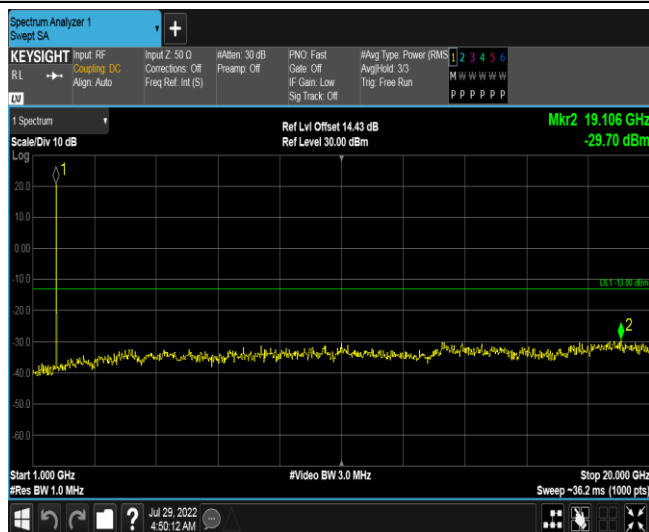 Spectrum Analyzer 1
Swept SA
+
KEYSIGHT
RL
LXI
Input: RF
Coupling: DC
Align: Auto
Input Z: 50 Ω
Corrections: Off
Freq Ref: Int (S)
#Atten: 30 dB
Preamp: Off
PNO: Fast
Gate: Off
IF Gain: Low
Sig Track: Off
#Avg Type: Power (RMS
Avg|Hold: 3/3
Trig: Free Run
1 2 3 4 5 6
M W W W W W
P P P P P P
1 Spectrum
Scale/Div 10 dB
Log
Ref Lvl Offset 14.43 dB
Ref Level 30.00 dBm
Mkr2 19.106 GHz
-29.70 dBm
1
20.0
10.0
0.00
-10.0
DL1 -13.00 dBm
-20.0
2
-30.0
-40.0
-50.0
-60.0
Start 1.000 GHz
#Res BW 1.0 MHz
#Video BW 3.0 MHz
Stop 20.000 GHz
Sweep ~36.2 ms (1000 pts)
?
Jul 29, 2022
4:50:12 AM